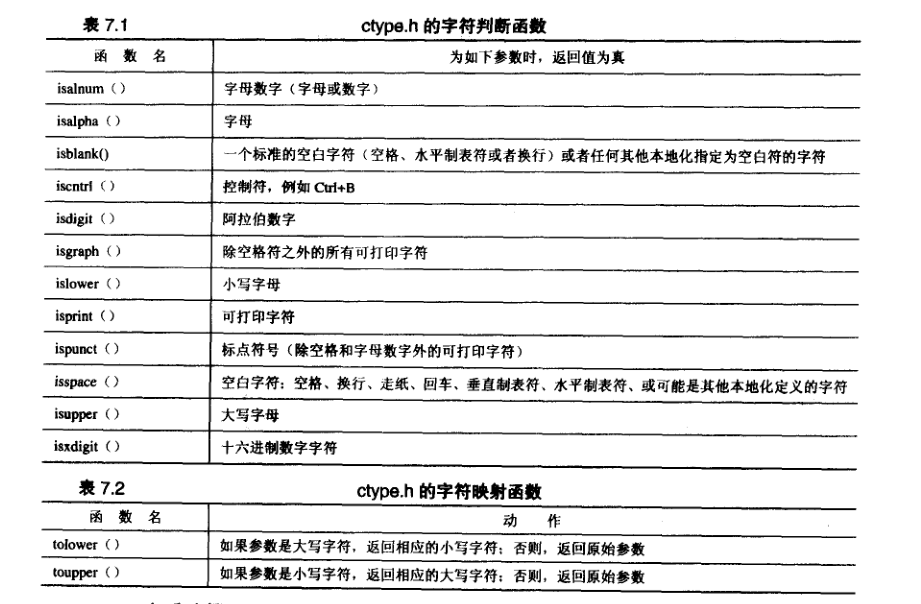 表 7.1 ctype.h 的字符判断函数
函 数 名 为如下参数时，返回值为真
isalnum（） 字母数字（字母或数字）
isalpha（） 字母
isblank() 一个标准的空白字符（空格、水平制表符或者换行）或者任何其他本地化指定为空白符的字符
iscntrl（） 控制符，例如 Ctrl+B
isdigit（） 阿拉伯数字
isgraph（） 除空格符之外的所有可打印字符
islower（） 小写字母
isprint（） 可打印字符
ispunct（） 标点符号（除空格和字母数字外的可打印字符）
isspace（） 空白字符：空格、换行、走纸、回车、垂直制表符、水平制表符、或可能是其他本地化定义的字符
isupper（） 大写字母
isxdigit（） 十六进制数字字符
表 7.2 ctype.h 的字符映射函数
函 数 名 动 作
tolower（） 如果参数是大写字符，返回相应的小写字符；否则，返回原始参数
toupper（） 如果参数是小写字符，返回相应的大写字符；否则，返回原始参数